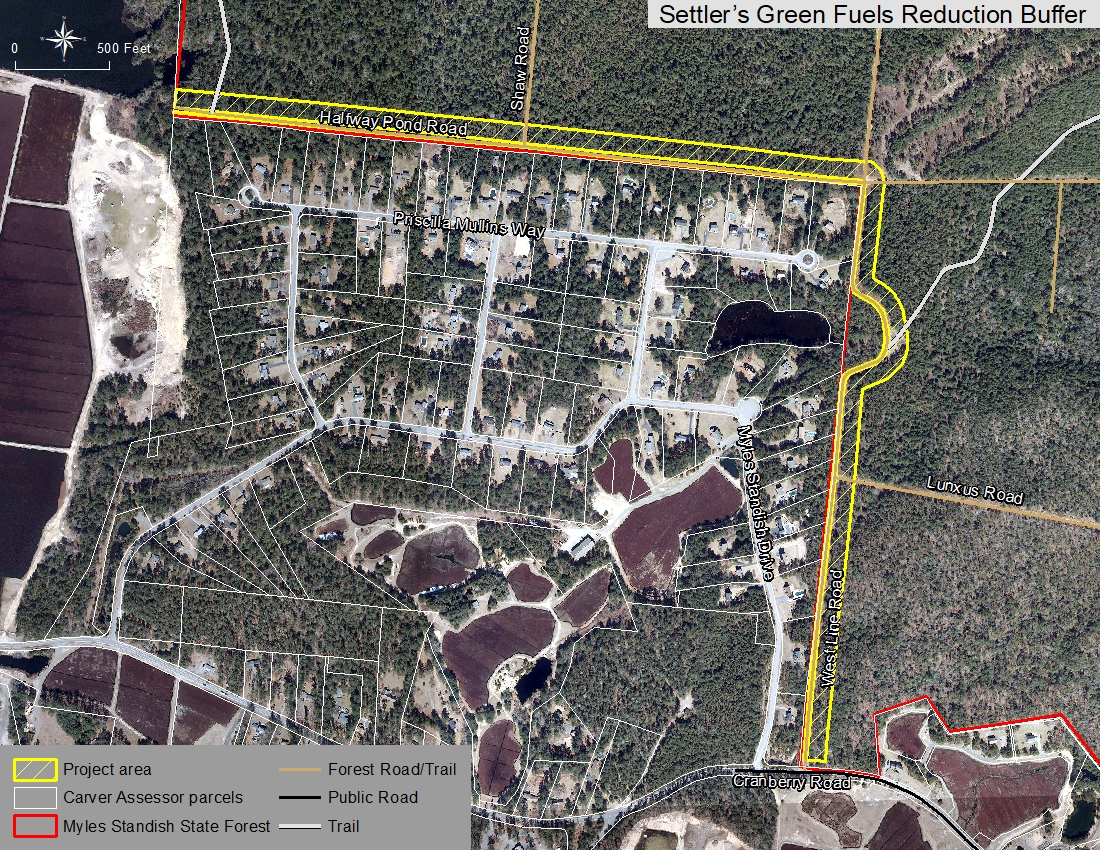 Settler's Green Fuels Reduction Buffer
0 500 Feet
Shaw Road
Halfway Pond Road
Priscilla Mullins Way
Myles Standish Drive
Lunxus Road
West Line Road
Cranberry Road
Project area
Forest Road/Trail
Carver Assessor parcels
Public Road
Myles Standish State Forest
Trail